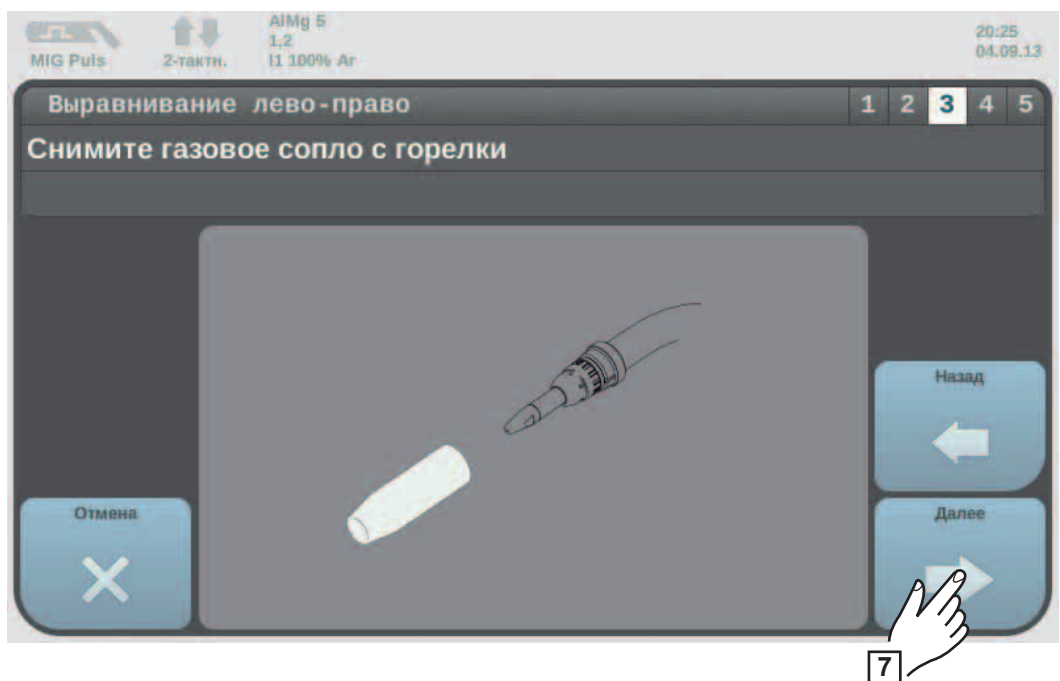 AlMg 5
1,2
I1 100% Ar
MIG Puls
2-тактн.
20:25
04.09.13
Выравнивание лево-право
1 2 3 4 5
Снимите газовое сопло с горелки
Назад
Отмена
Далее
7